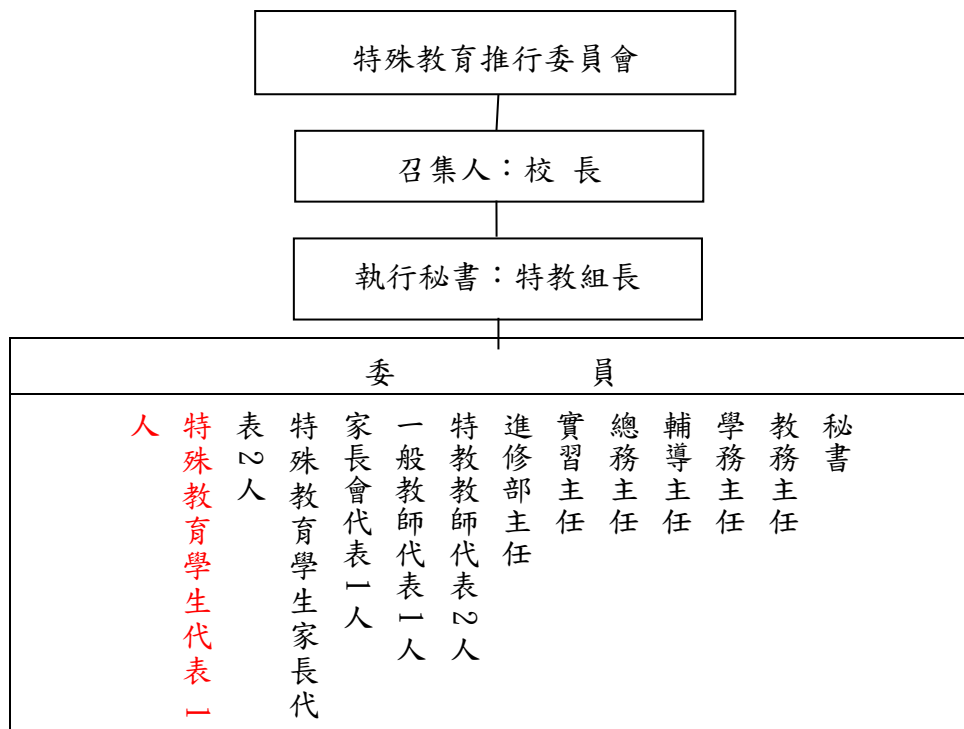 特殊教育推行委員會
召集人：校 長
執行秘書：特教組長
委 員
秘書
教務主任
學務主任
輔導主任
總務主任
實習主任
進修部主任
特教教師代表2人
一般教師代表1人
家長會代表1人
特殊教育學生家長代
表2人
特殊教育學生代表1
人